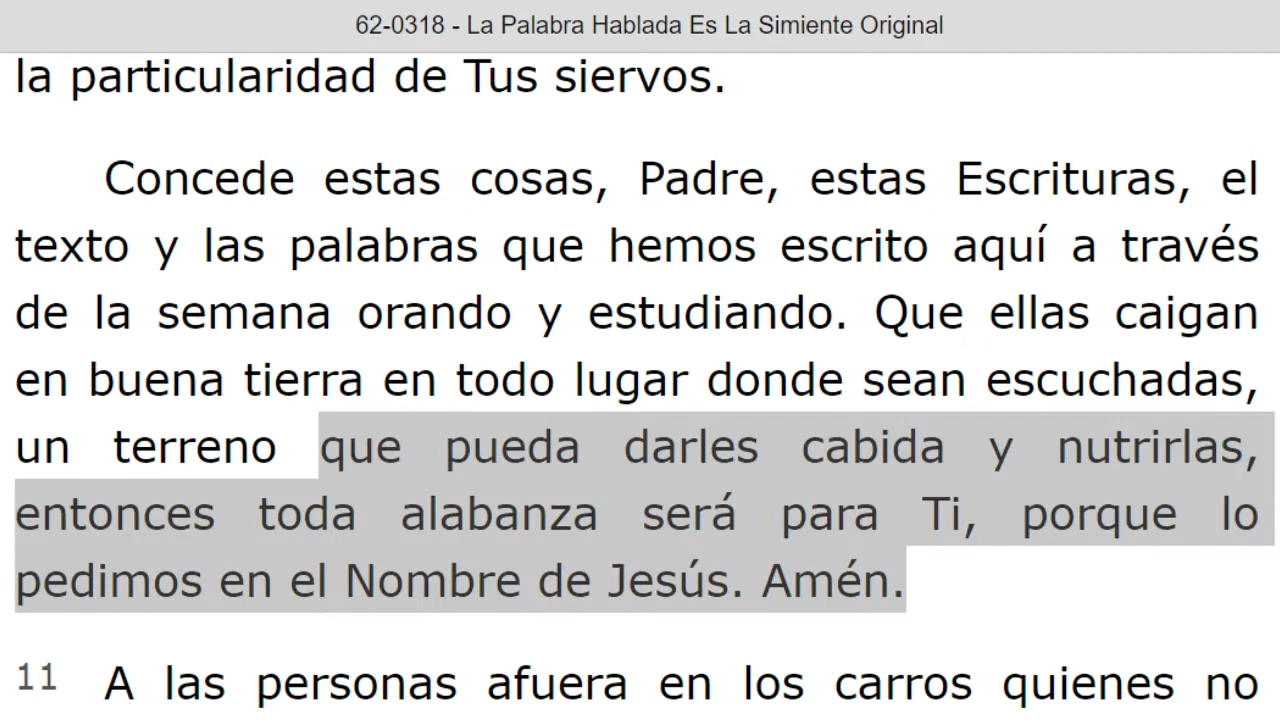 62-0318 - La Palabra Hablada Es La Simiente Original
la particularidad de Tus siervos.
Concede estas cosas, Padre, estas Escrituras, el
texto y las palabras que hemos escrito aquí a través
de la semana orando y estudiando. Que ellas caigan
en buena tierra en todo lugar donde sean escuchadas,
un terreno que pueda darles cabida y nutrirlas,
entonces toda alabanza será para Ti, porque lo
pedimos en el Nombre de Jesús. Amén.
11 A las personas afuera en los carros quienes no